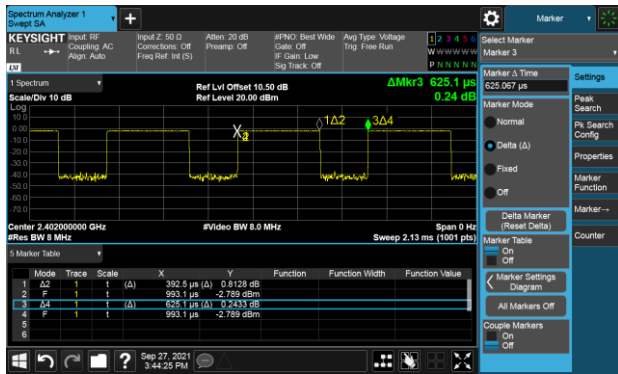 Spectrum Analyzer 1
Swept SA
+
Marker
KEYSIGHT
RL
LXI
Input: RF
Coupling: AC
Align: Auto
Input Z: 50 Ω
Corrections: Off
Freq Ref: Int (S)
Atten: 20 dB
Preamp: Off
#PNO: Best Wide
Gate: Off
IF Gain: Low
Sig Track: Off
Avg Type: Voltage
Trig: Free Run
1 2 3 4 5 6
W W W W W W
P N N N N N
Select Marker
Marker 3
1 Spectrum
Scale/Div 10 dB
Log
Ref Lvl Offset 10.50 dB
Ref Level 20.00 dBm
ΔMkr3 625.1 µs
0.24 dB
10.0
0.00
-10.0
-20.0
-30.0
-40.0
-50.0
-60.0
-70.0
1Δ2
3Δ4
X
Center 2.402000000 GHz
#Res BW 8 MHz
#Video BW 8.0 MHz
Span 0 Hz
Sweep 2.13 ms (1001 pts)
5 Marker Table
Mode Trace Scale X Y Function Function Width Function Value
1 Δ2 1 t (Δ) 392.5 µs (Δ) 0.8128 dB
2 F 1 t 993.1 µs -2.789 dBm
3 Δ4 1 t (Δ) 625.1 µs (Δ) 0.2433 dB
4 F 1 t 993.1 µs -2.789 dBm
5
6
Marker Δ Time
625.067 µs
Marker Mode
Normal
Delta (Δ)
Fixed
Off
Delta Marker
(Reset Delta)
Marker Table
On
Off
Marker Settings
Diagram
All Markers Off
Couple Markers
On
Off
Settings
Peak
Search
Pk Search
Config
Properties
Marker
Function
Marker→
Counter
?
Sep 27, 2021
3:44:25 PM